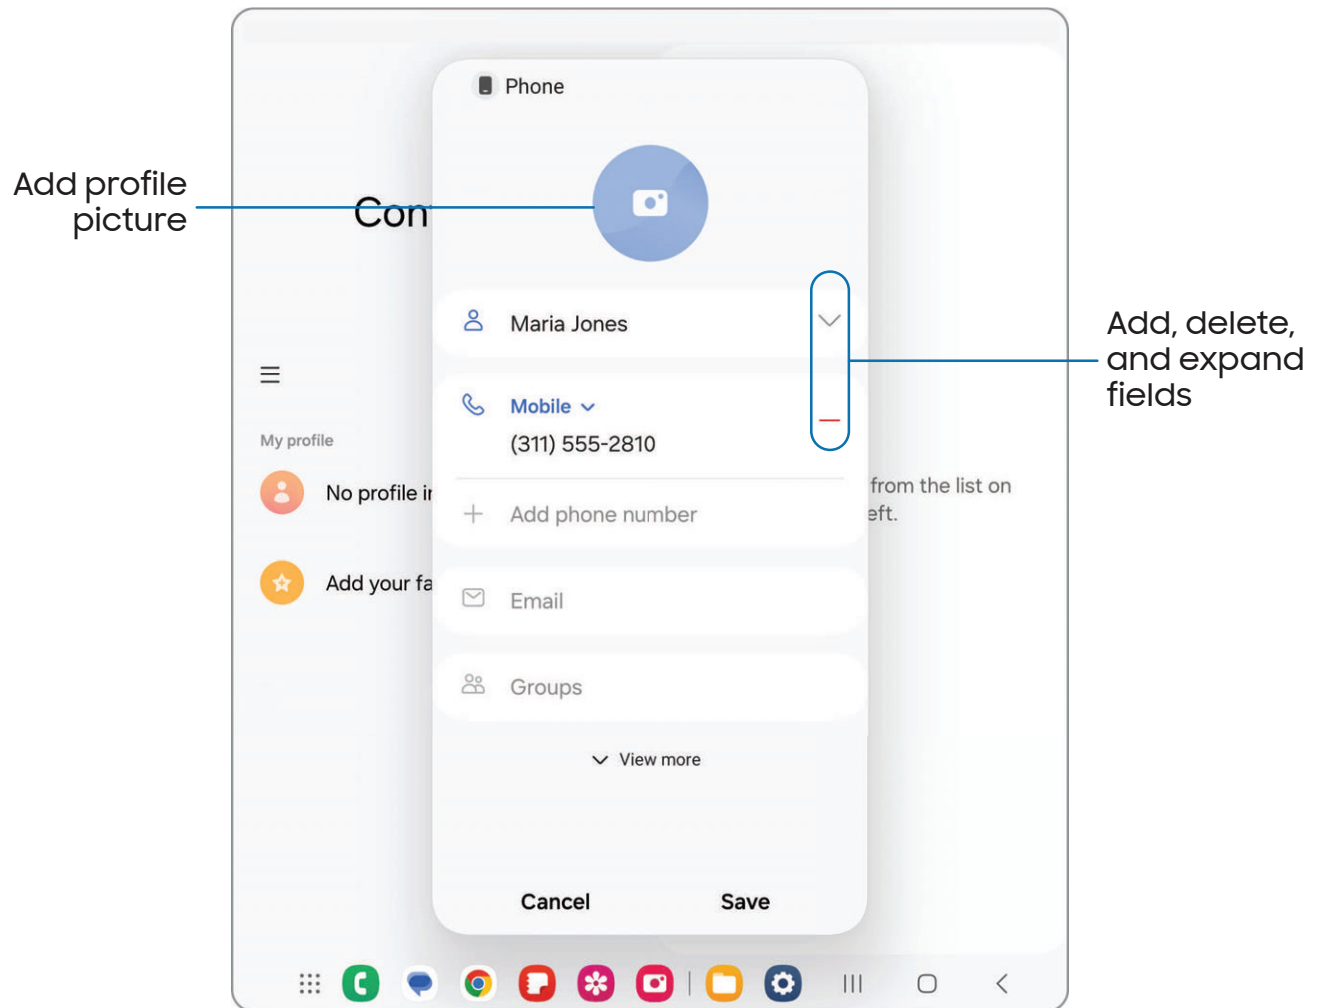 Phone
Add profile
picture
Con
Maria Jones
Add, delete,
and expand
fields
Mobile
(311) 555-2810
My profile
No profile
from the list on
Add phone number
eft.
Add your fa
Email
Groups
View more
Cancel
Save